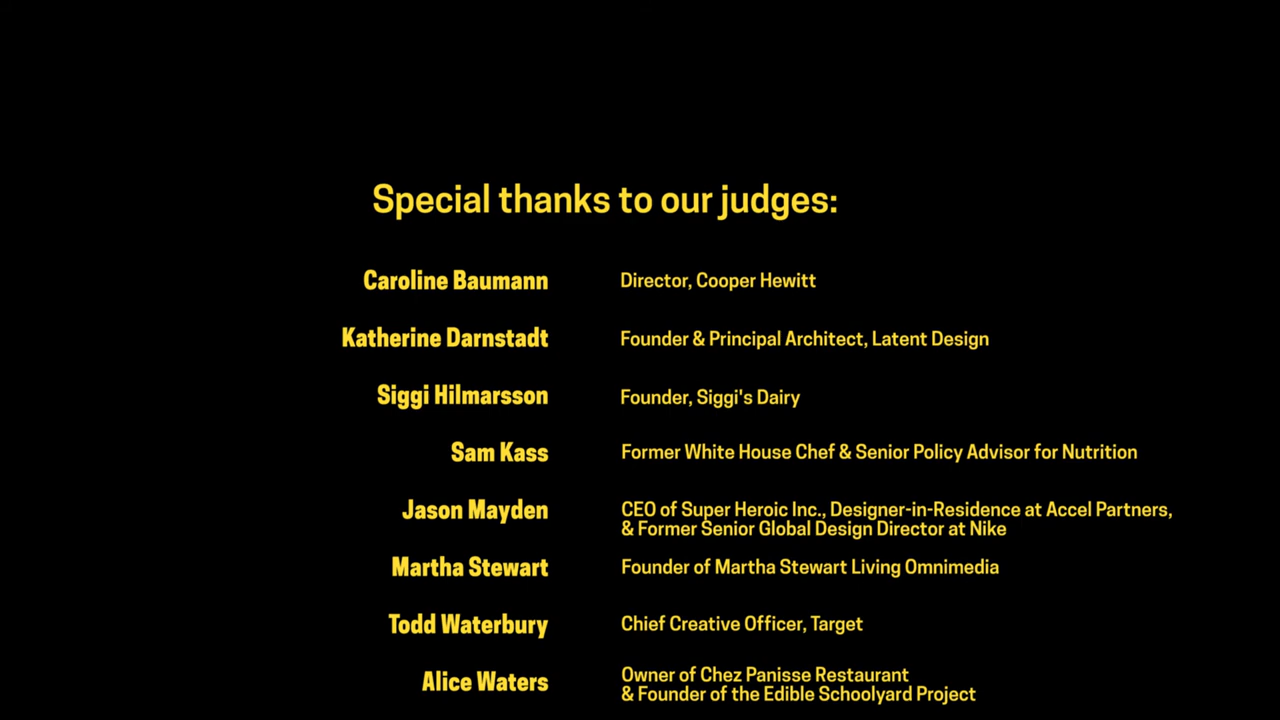 Special thanks to our judges:
Caroline Baumann Director, Cooper Hewitt
Katherine Darnstadt Founder & Principal Architect, Latent Design
Siggi Hilmarsson Founder, Siggi's Dairy
Sam Kass Former White House Chef & Senior Policy Advisor for Nutrition
Jason Mayden CEO of Super Heroic Inc., Designer-in-Residence at Accel Partners,
& Former Senior Global Design Director at Nike
Martha Stewart Founder of Martha Stewart Living Omnimedia
Todd Waterbury Chief Creative Officer, Target
Alice Waters Owner of Chez Panisse Restaurant
& Founder of the Edible Schoolyard Project